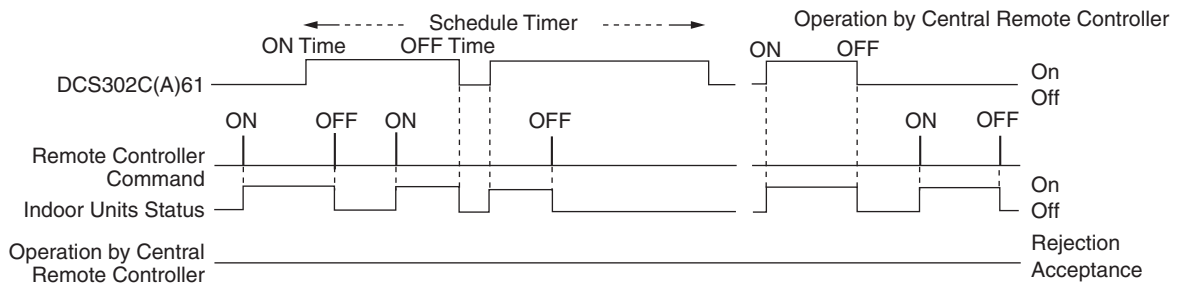 Schedule Timer
Operation by Central Remote Controller
ON Time OFF Time
ON OFF
DCS302C(A)61
On
Off
ON OFF ON OFF ON OFF
Remote Controller
Command
On
Indoor Units Status
Off
Operation by Central
Remote Controller
Rejection
Acceptance